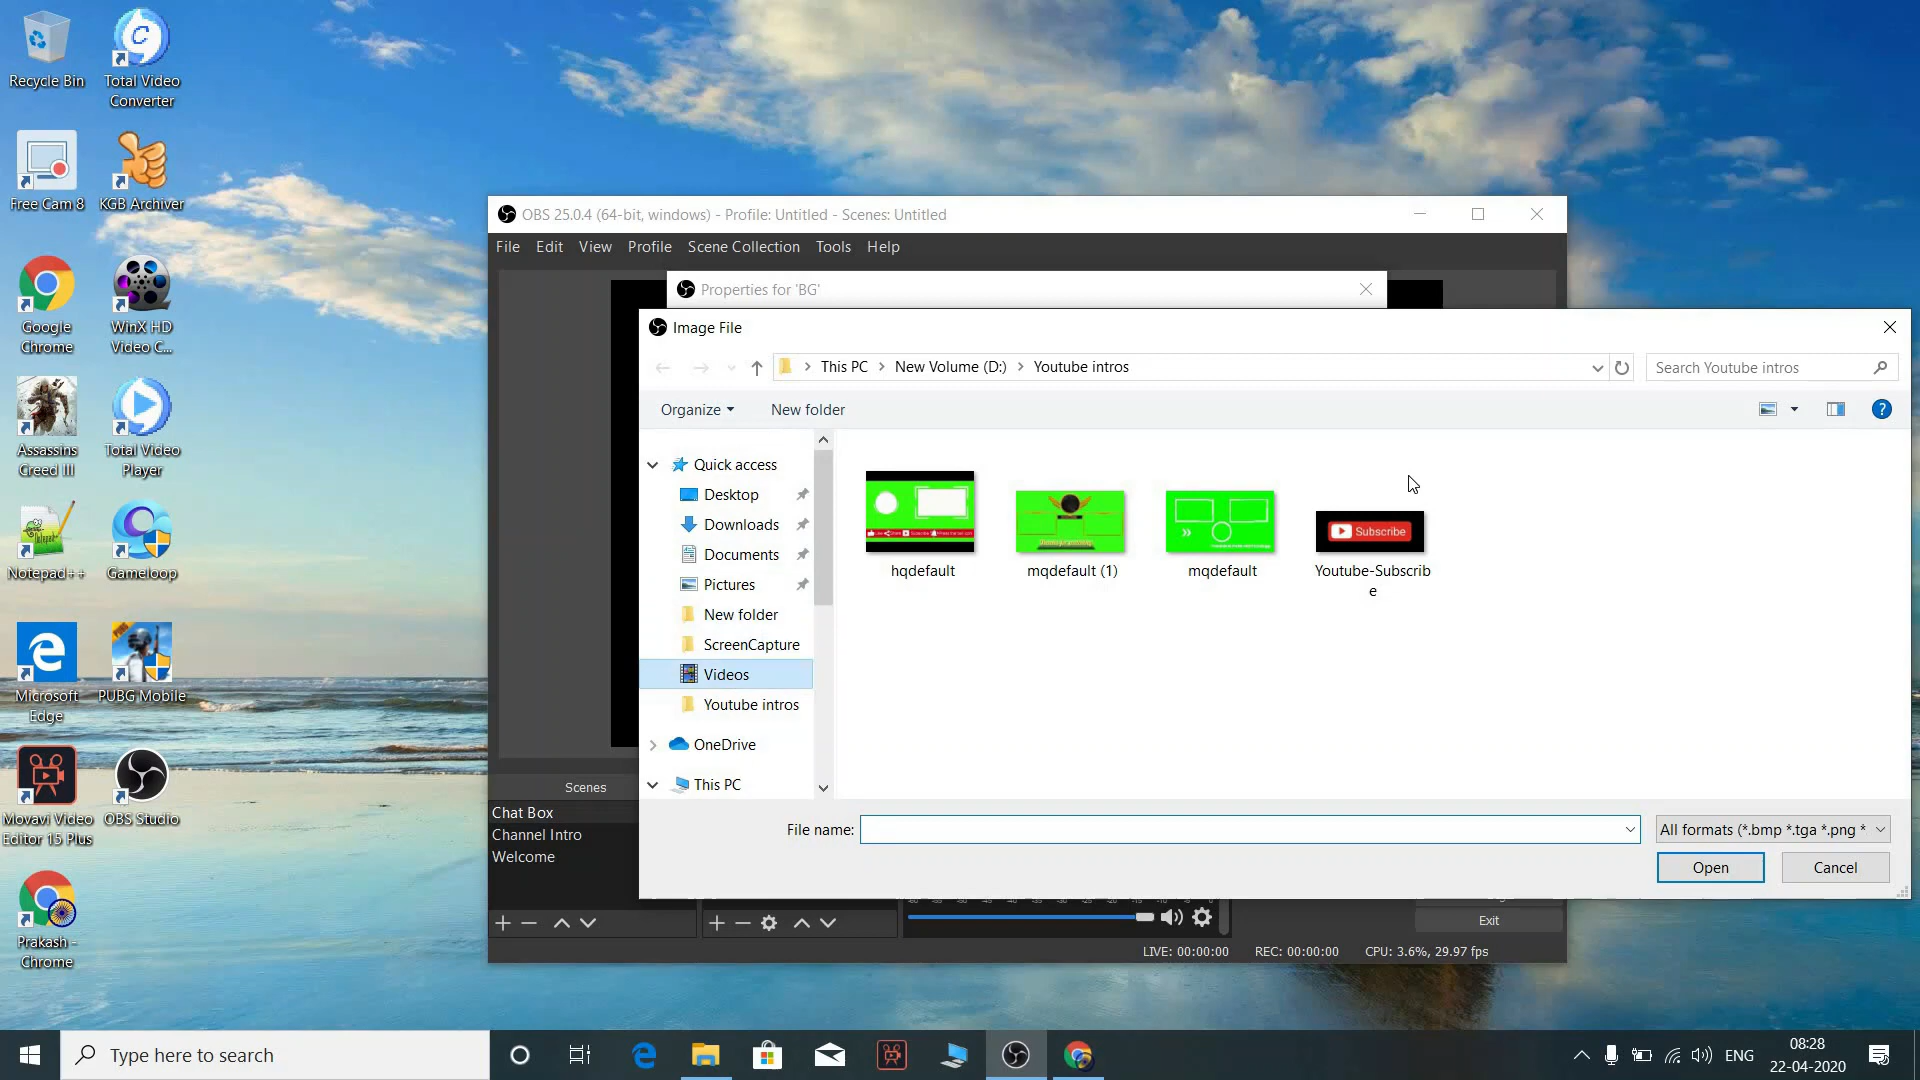 Recycle Bin
Total Video
Converter
Free Cam 8
KGB Archiver
Google
Chrome
WinX HD
Video C...
Assassins
Creed III
Total Video
Player
Notepad++
Gameloop
Microsoft
Edge
PUBG Mobile
Movavi Video
Editor 15 Plus
OBS Studio
Prakash -
Chrome
OBS 25.0.4 (64-bit, windows) - Profile: Untitled - Scenes: Untitled
File Edit View Profile Scene Collection Tools Help
Properties for 'BG'
Image File
This PC > New Volume (D:) > Youtube intros
Search Youtube intros
Organize
New folder
Quick access
Desktop
Downloads
Documents
Pictures
New folder
ScreenCapture
Videos
Youtube intros
OneDrive
This PC
Subscribe
hqdefault
mqdefault (1)
mqdefault
Youtube-Subscrib
e
File name:
All formats (*.bmp *.tga *.png *
Open
Cancel
Scenes
Chat Box
Channel Intro
Welcome
Exit
LIVE: 00:00:00
REC: 00:00:00
CPU: 3.6%, 29.97 fps
Type here to search
ENG
08:28
22-04-2020